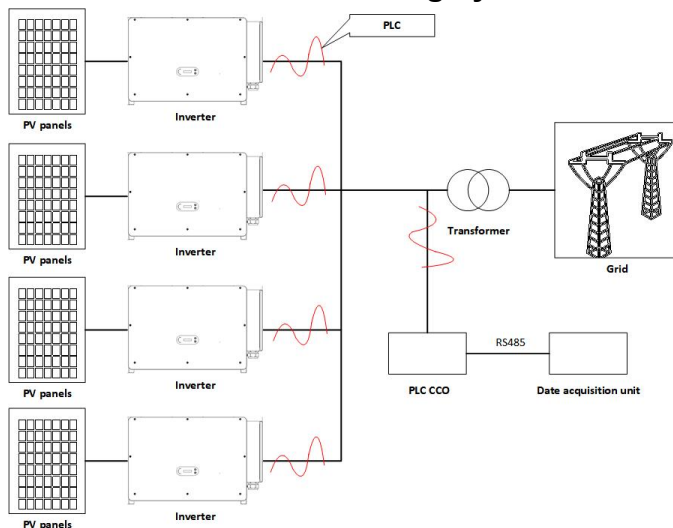 PLC
PV panels
Inverter
PV panels
Inverter
Transformer
Grid
PV panels
Inverter
RS485
PLC CCO
Date acquisition unit
PV panels
Inverter